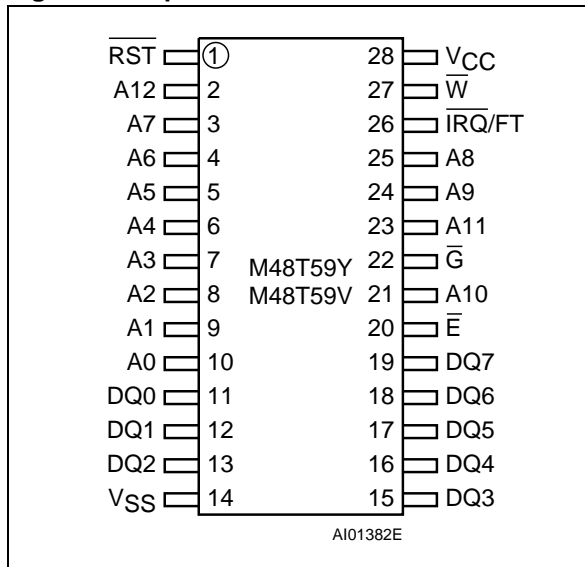 R̅S̅T̅ 1 28 VCC
A12 2 27 W̅
A7 3 26 I̅R̅Q̅/FT
A6 4 25 A8
A5 5 24 A9
A4 6 23 A11
A3 7 M48T59Y 22 G̅
A2 8 M48T59V 21 A10
A1 9 20 E̅
A0 10 19 DQ7
DQ0 11 18 DQ6
DQ1 12 17 DQ5
DQ2 13 16 DQ4
VSS 14 15 DQ3
AI01382E